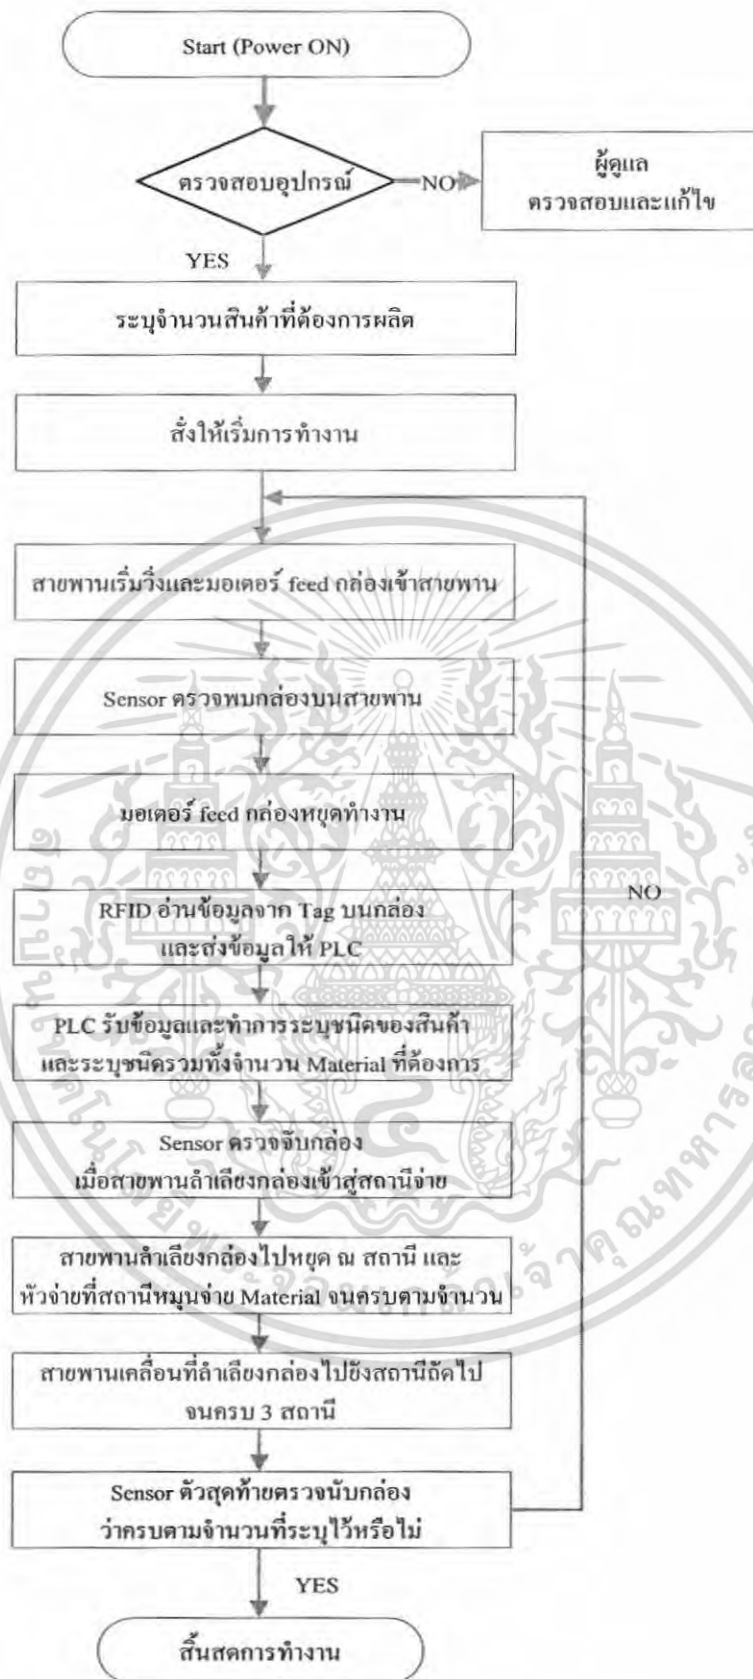 Start (Power ON)
ตรวจสอบอุปกรณ์
NO
ผู้ดูแล
ตรวจสอบและแก้ไข
YES
ระบุจำนวนสินค้าที่ต้องการผลิต
สั่งให้เริ่มการทำงาน
สายพานเริ่มวิ่งและมอเตอร์ feed กล่องเข้าสายพาน
Sensor ตรวจพบกล่องบนสายพาน
มอเตอร์ feed กล่องหยุดทำงาน
NO
RFID อ่านข้อมูลจาก Tag บนกล่อง
และส่งข้อมูลให้ PLC
PLC รับข้อมูลและทำการระบุชนิดของสินค้า
และระบุชนิดรวมทั้งจำนวน Material ที่ต้องการ
Sensor ตรวจจับกล่อง
เมื่อสายพานลำเลียงกล่องเข้าสู่สถานีจ่าย
สายพานลำเลียงกล่องไปหยุด ณ สถานี และ
หัวจ่ายที่สถานีหมุนจ่าย Material จนครบตามจำนวน
สายพานเคลื่อนที่ลำเลียงกล่องไปยังสถานีถัดไป
จนครบ 3 สถานี
Sensor ตัวสุดท้ายตรวจนับกล่อง
ว่าครบตามจำนวนที่ระบุไว้หรือไม่
YES
สิ้นสุดการทำงาน